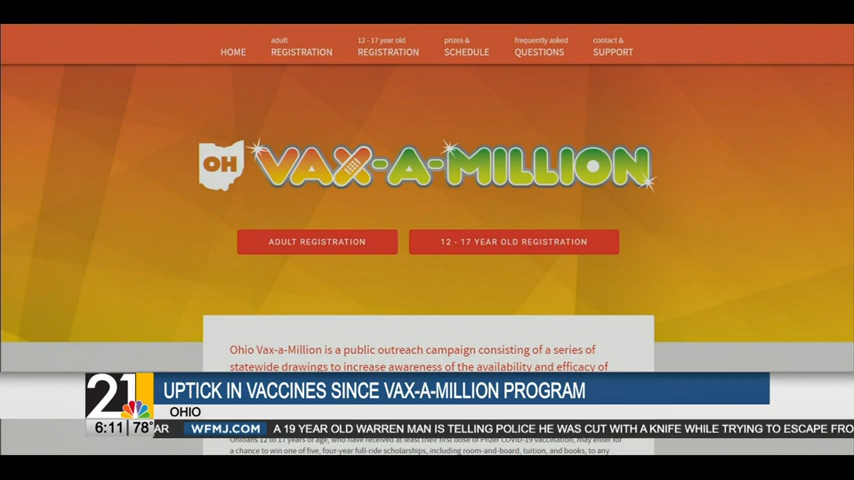 adult
12 - 17 year old
prizes &
frequently asked
contact &
HOME
REGISTRATION
REGISTRATION
SCHEDULE
QUESTIONS
SUPPORT
OH
VAX-A-MILLION
ADULT REGISTRATION
12 - 17 YEAR OLD REGISTRATION
Ohio Vax-a-Million is a public outreach campaign consisting of a series of
statewide drawings to increase awareness of the availability and efficacy of
21
UPTICK IN VACCINES SINCE VAX-A-MILLION PROGRAM
OHIO
6:11 78°
AR WFMJ.COM A 19 YEAR OLD WARREN MAN IS TELLING POLICE HE WAS CUT WITH A KNIFE WHILE TRYING TO ESCAPE FRO
Ohioans 12 to 17 years of age, who have received at least their first dose of Pfizer COVID-19 vaccination, may enter for
a chance to win one of five, four-year full-ride scholarships, including room-and-board, tuition, and books, to any